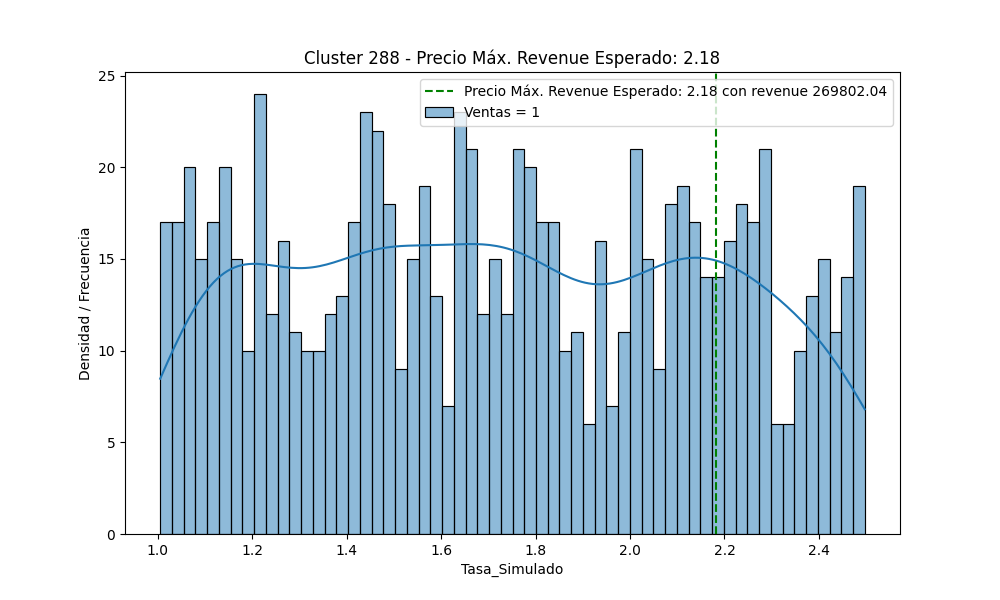 Cluster 288 - Precio Máx. Revenue Esperado: 2.18
Precio Máx. Revenue Esperado: 2.18 con revenue 269802.04
Ventas = 1
Densidad / Frecuencia
25
20
15
10
5
0
1.0 1.2 1.4 1.6 1.8 2.0 2.2 2.4
Tasa_Simulado